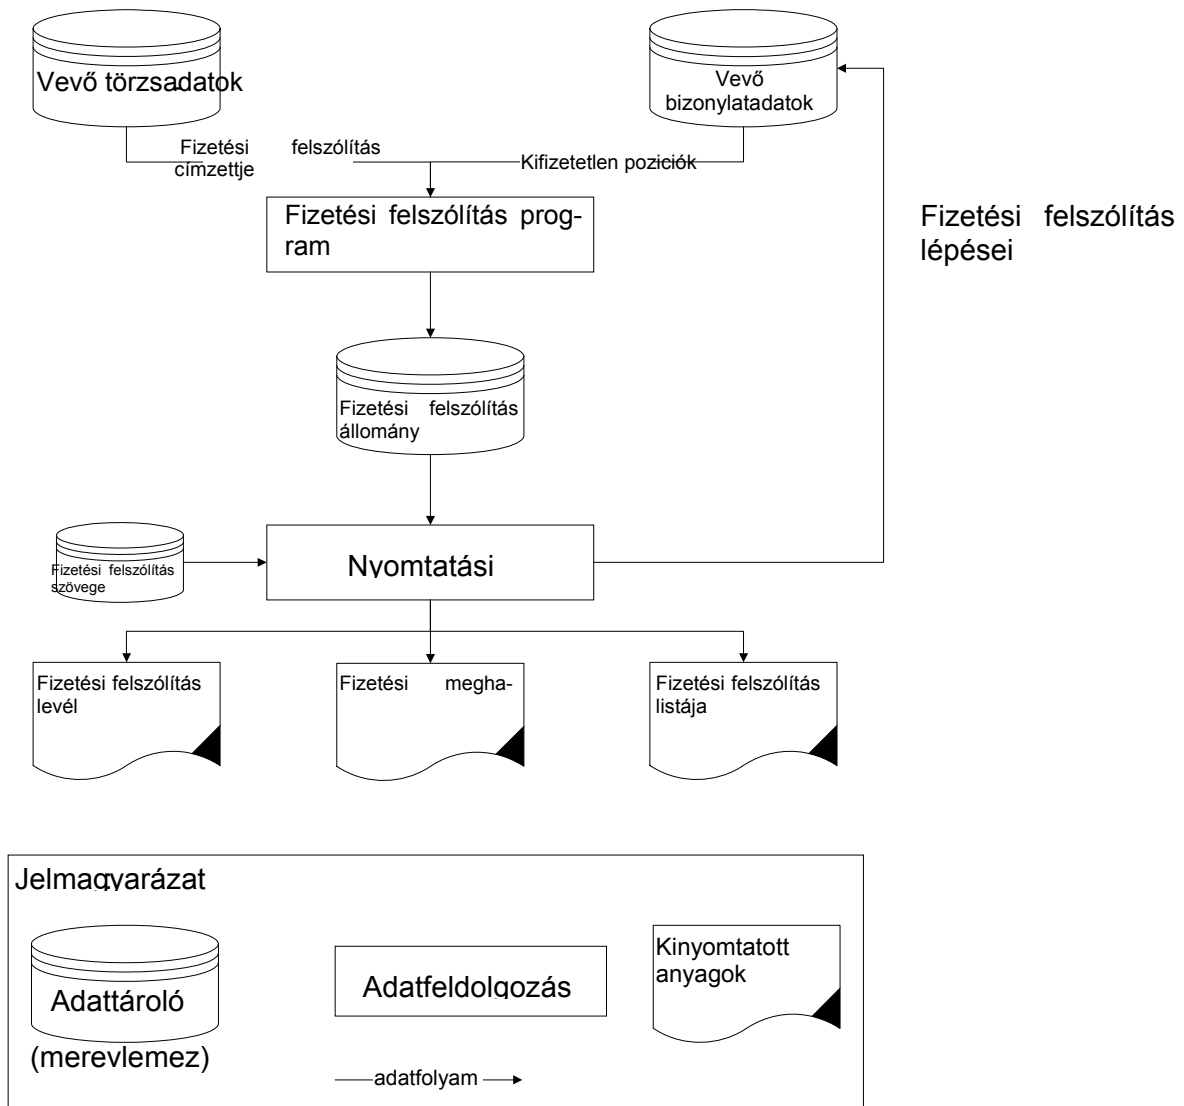 Vevő törzsadatok
Vevő
bizonylatadatok
Fizetési felszólítás
címzettje
Kifizetetlen poziciók
Fizetési felszólítás prog-
ram
Fizetési felszólítás
lépései
Fizetési felszólítás
állomány
Fizetési felszólítás
szövege
Nyomtatási
Fizetési felszólítás
levél
Fizetési megha-
Fizetési felszólítás
listája
Jelmagyarázat
Adattároló
(merevlemez)
Adatfeldolgozás
Kinyomtatott
anyagok
adatfolyam